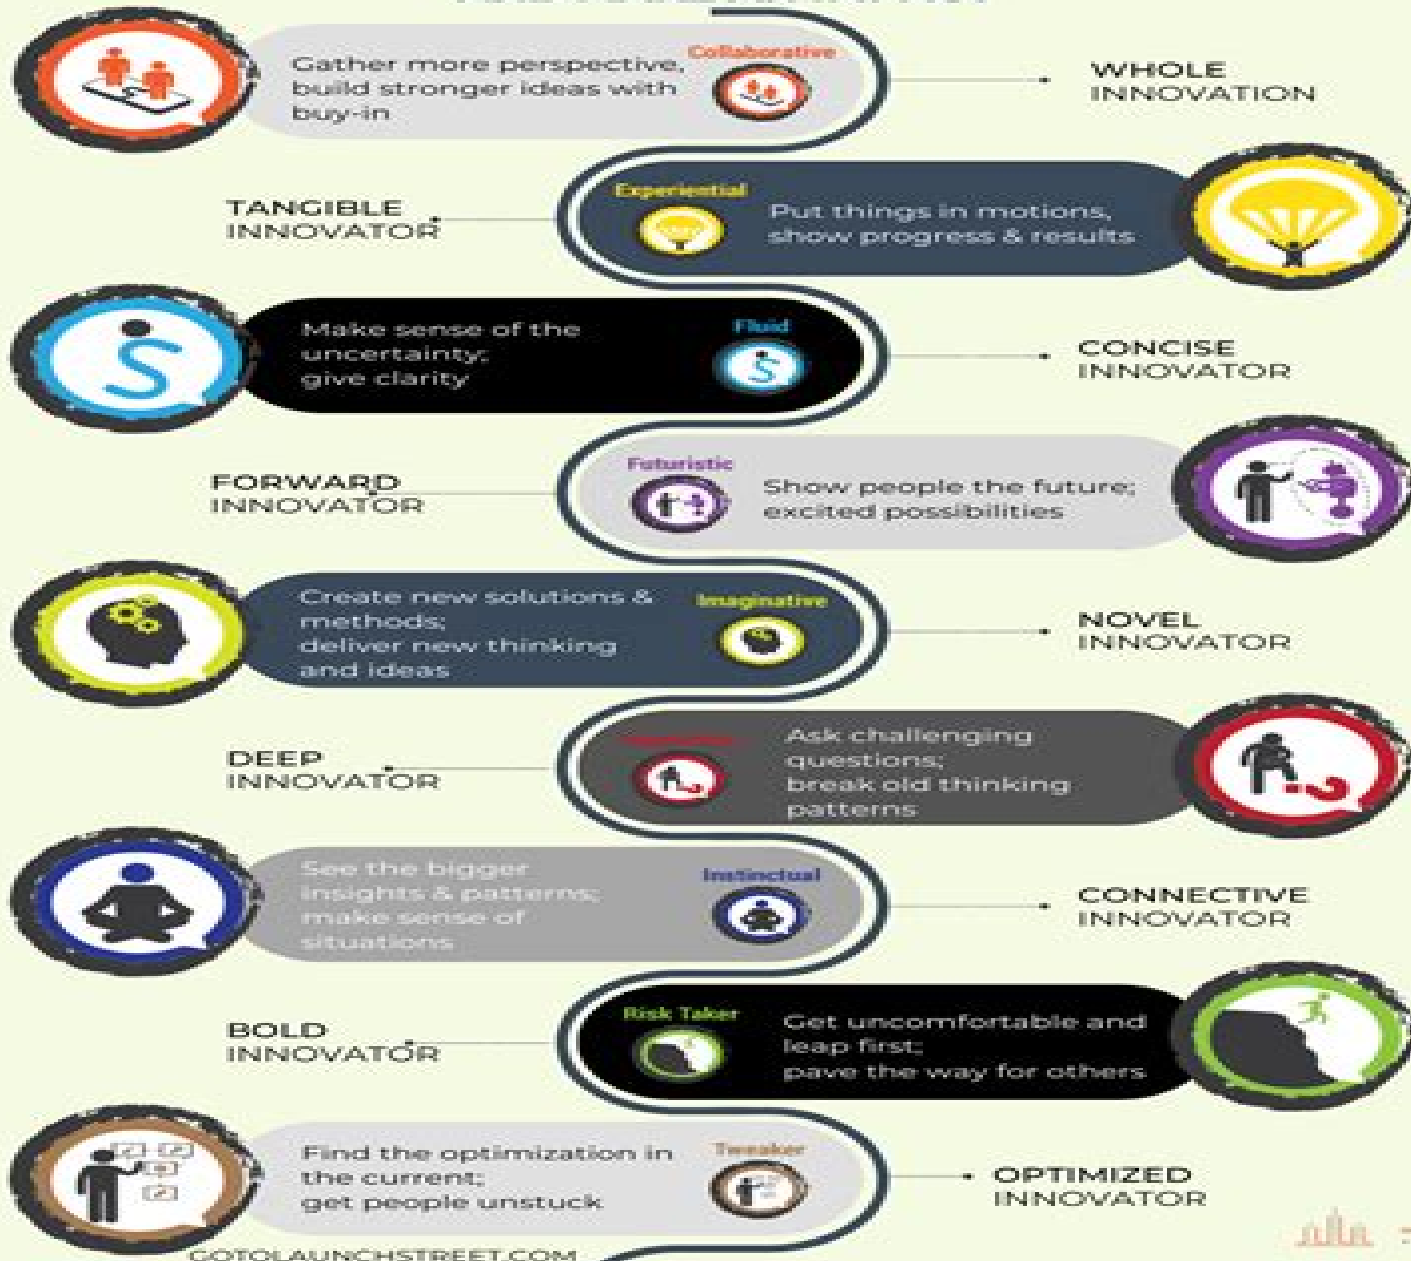 Collaborative
Gather more perspective,
build stronger ideas with
buy-in
WHOLE
INNOVATION
TANGIBLE
INNOVATOR
Experiential
Put things in motions,
show progress & results
Make sense of the
uncertainty;
give clarity
Fluid
CONCISE
INNOVATOR
FORWARD
INNOVATOR
Futuristic
Show people the future;
excited possibilities
Create new solutions &
methods;
deliver new thinking
and ideas
Imaginative
NOVEL
INNOVATOR
DEEP
INNOVATOR
Ask challenging
questions;
break old thinking
patterns
See the bigger
insights & patterns;
make sense of
situations
Instinctual
CONNECTIVE
INNOVATOR
BOLD
INNOVATOR
Risk Taker
Get uncomfortable and
leap first;
pave the way for others
Find the optimization in
the current;
get people unstuck
Tweaker
OPTIMIZED
INNOVATOR
GOTOLAUNCHSTREET.COM